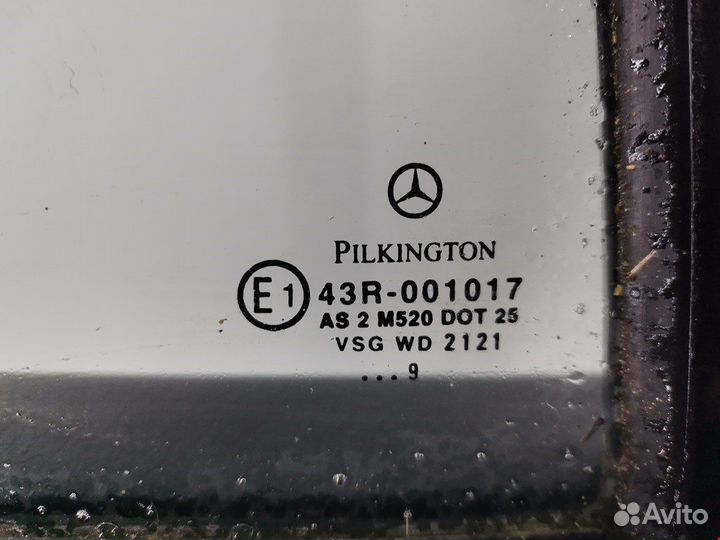 PILKINGTON
E1 43R-001017
AS 2 M520 DOT 25
VSG WD 2121
...9
Avito